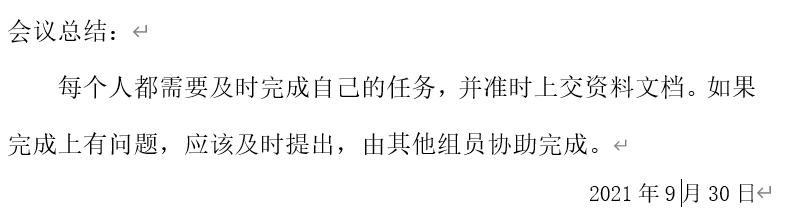 会议总结：
每个人都需要及时完成自己的任务，并准时上交资料文档。如果
完成上有问题，应该及时提出，由其他组员协助完成。
2021 年 9 月 30 日